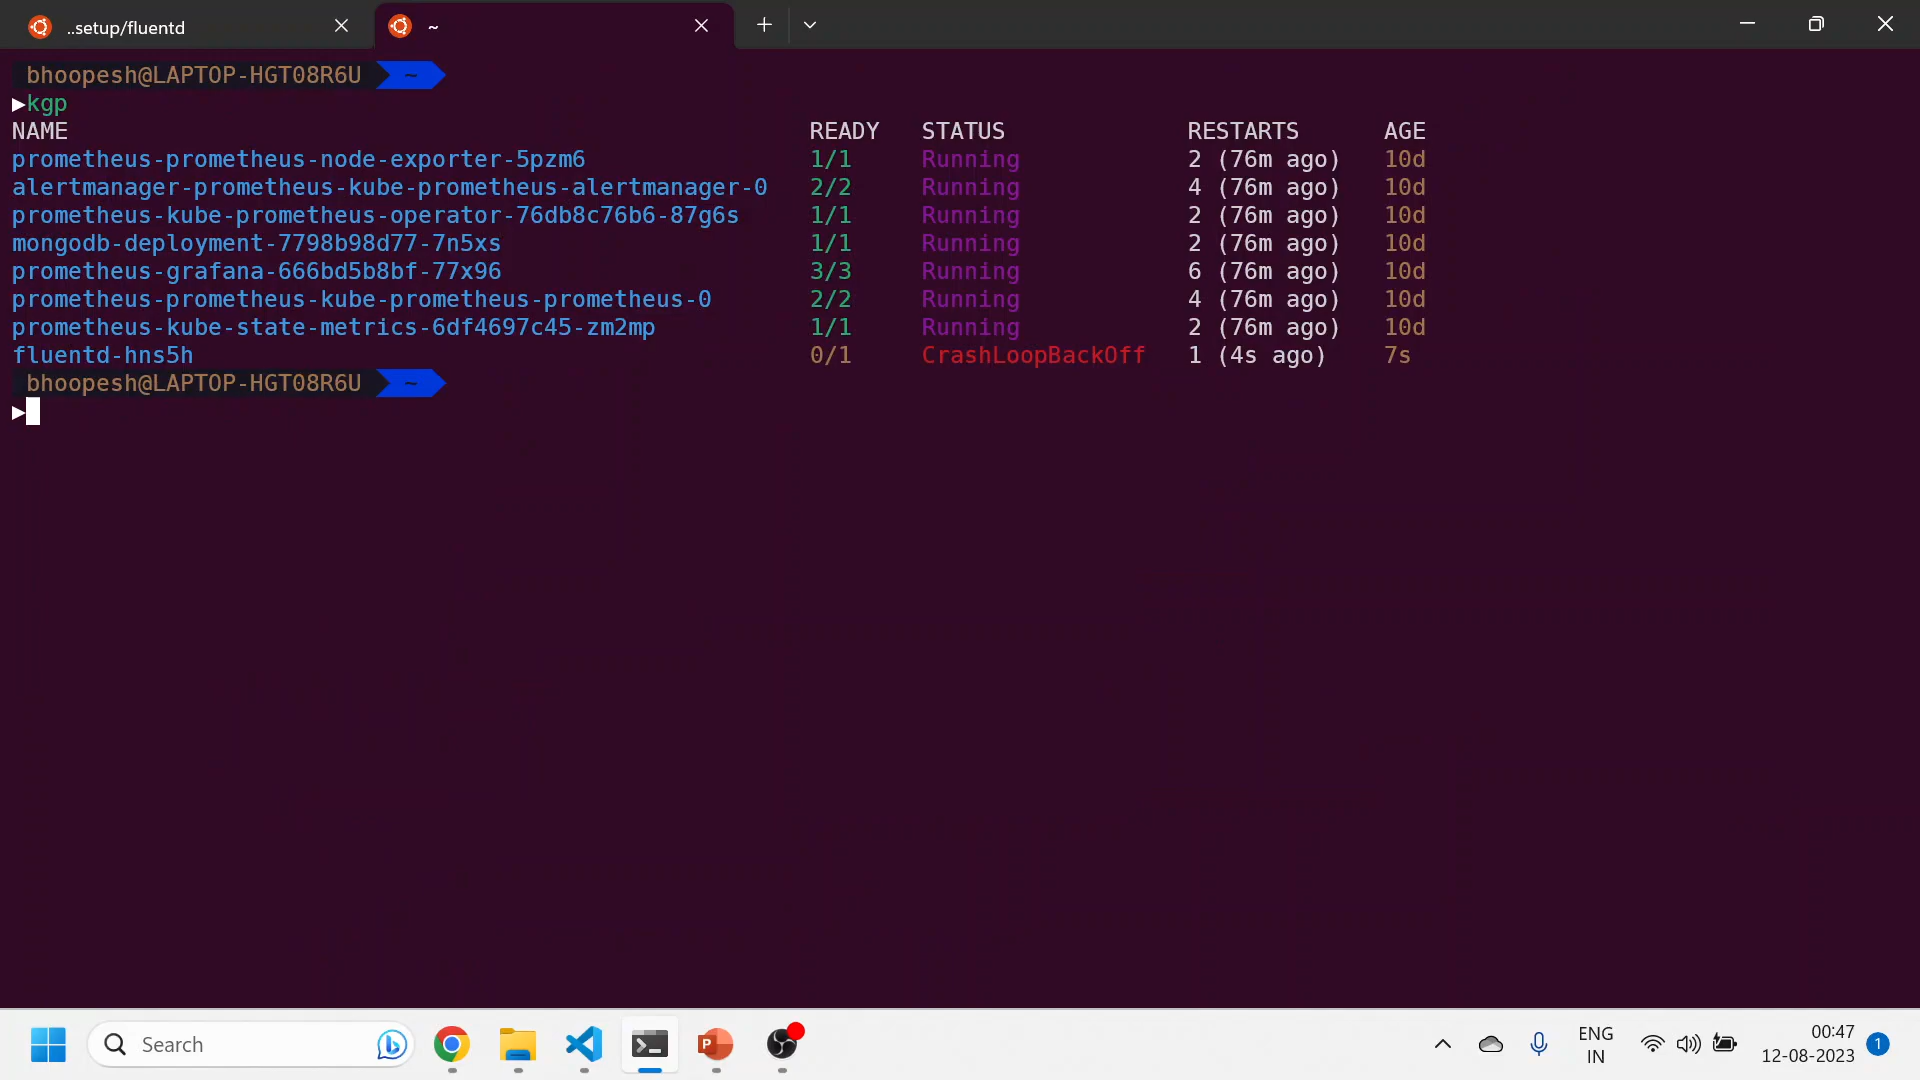 ..setup/fluentd
~
bhoopesh@LAPTOP-HGT08R6U ~
▶kgp
NAME READY STATUS RESTARTS AGE
prometheus-prometheus-node-exporter-5pzm6 1/1 Running 2 (76m ago) 10d
alertmanager-prometheus-kube-prometheus-alertmanager-0 2/2 Running 4 (76m ago) 10d
prometheus-kube-prometheus-operator-76db8c76b6-87g6s 1/1 Running 2 (76m ago) 10d
mongodb-deployment-7798b98d77-7n5xs 1/1 Running 2 (76m ago) 10d
prometheus-grafana-666bd5b8bf-77x96 3/3 Running 6 (76m ago) 10d
prometheus-prometheus-kube-prometheus-prometheus-0 2/2 Running 4 (76m ago) 10d
prometheus-kube-state-metrics-6df4697c45-zm2mp 1/1 Running 2 (76m ago) 10d
fluentd-hns5h 0/1 CrashLoopBackOff 1 (4s ago) 7s
bhoopesh@LAPTOP-HGT08R6U ~
▶
Search
P
ENG
IN
00:47
12-08-2023
1